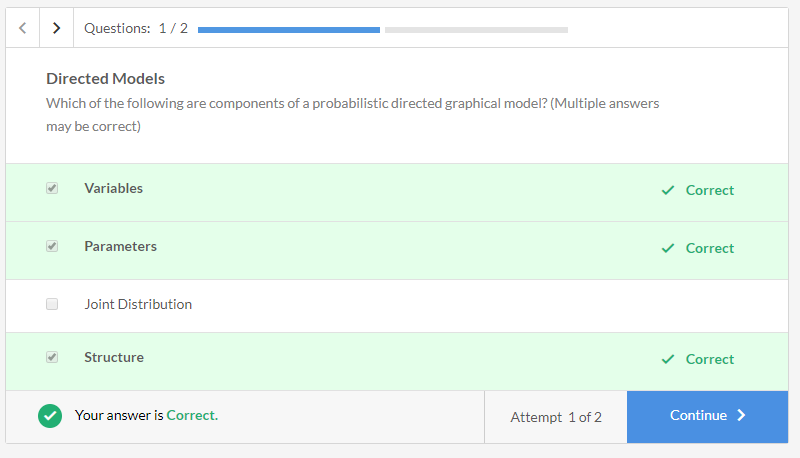 Questions: 1 / 2
Directed Models
Which of the following are components of a probabilistic directed graphical model? (Multiple answers
may be correct)
Variables
Correct
Parameters
Correct
Joint Distribution
Structure
Correct
Your answer is Correct.
Attempt 1 of 2
Continue